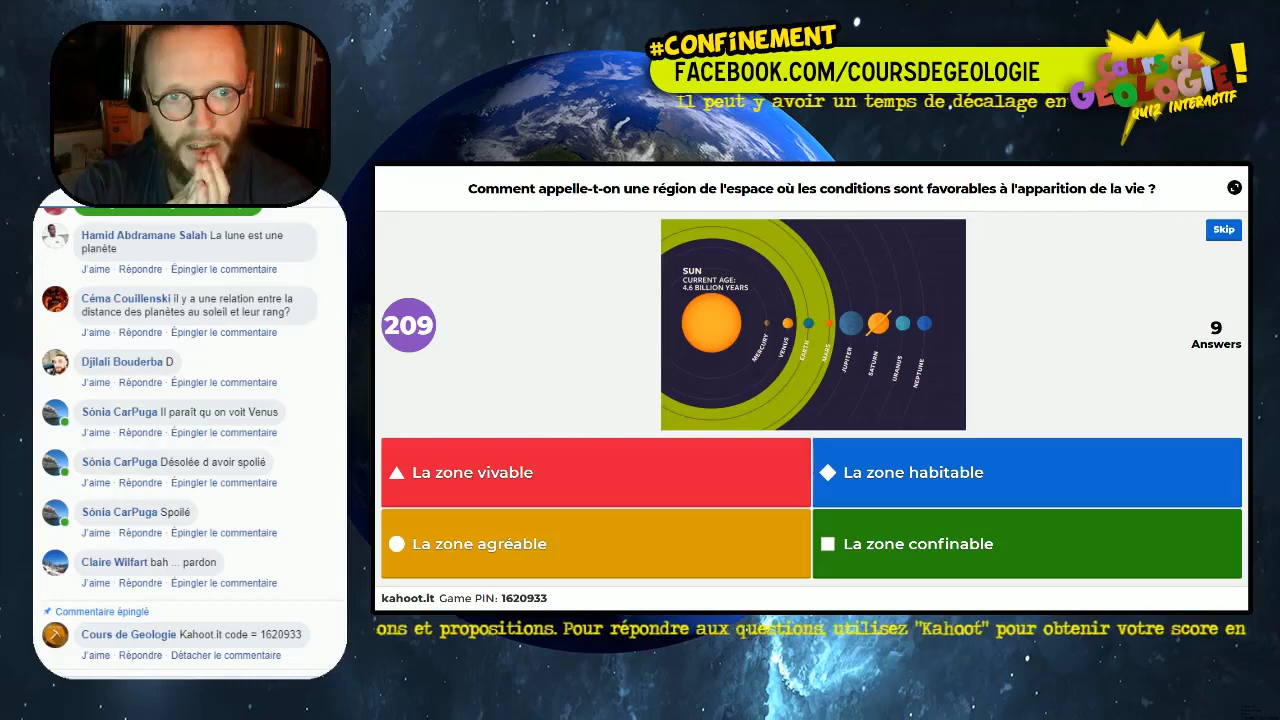 #CONFINEMENT
FACEBOOK.COM/COURSDEGEOLOGIE
Cours de
GEOLOGIE!
QUIZ INTERACTIF
Il peut y avoir un temps de décalage en
Comment appelle-t-on une région de l'espace où les conditions sont favorables à l'apparition de la vie ?
Skip
SUN
CURRENT AGE:
4.6 BILLION YEARS
MERCURY
VENUS
EARTH
MARS
JUPITER
SATURN
URANUS
NEPTUNE
209
9
Answers
La zone vivable
La zone habitable
La zone agréable
La zone confinable
kahoot.it Game PIN: 1620933
ons et propositions. Pour répondre aux questions, utilisez "Kahoot" pour obtenir votre score en
Hamid Abdramane Salah La lune est une
planète
J'aime · Répondre · Épingler le commentaire
Céma Couillenski il y a une relation entre la
distance des planètes au soleil et leur rang?
J'aime · Répondre · Épingler le commentaire
Djilali Bouderba D
J'aime · Répondre · Épingler le commentaire
Sónia CarPuga Il paraît qu on voit Venus
J'aime · Répondre · Épingler le commentaire
Sónia CarPuga Désolée d avoir spolié
J'aime · Répondre · Épingler le commentaire
Sónia CarPuga Spoilé
J'aime · Répondre · Épingler le commentaire
Claire Wilfart bah ... pardon
J'aime · Répondre · Épingler le commentaire
Commentaire épinglé
Cours de Geologie Kahoot.it code = 1620933
J'aime · Répondre · Détacher le commentaire